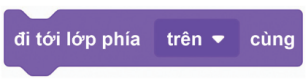 đi tới lớp phía trên cùng